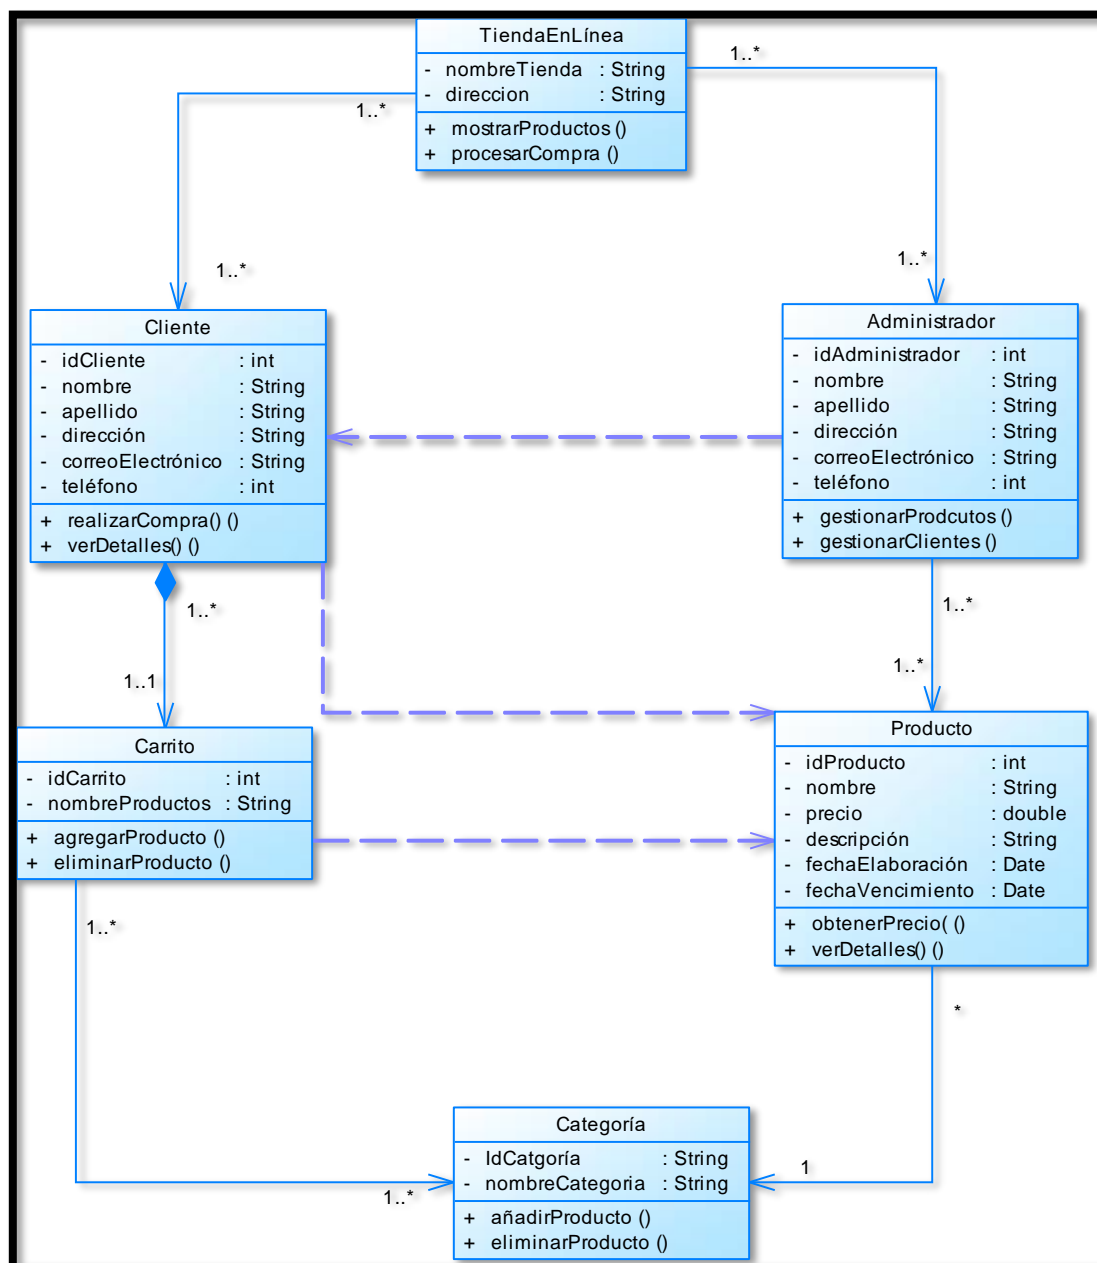 TiendaEnLínea
- nombreTienda : String
- direccion : String
+ mostrarProductos ()
+ procesarCompra ()
1..*
1..*
1..*
1..*
Cliente
- idCliente : int
- nombre : String
- apellido : String
- dirección : String
- correoElectrónico : String
- teléfono : int
+ realizarCompra() ()
+ verDetalles() ()
Administrador
- idAdministrador : int
- nombre : String
- apellido : String
- dirección : String
- correoElectrónico : String
- teléfono : int
+ gestionarProdcutos ()
+ gestionarClientes ()
1..*
1..1
1..*
1..*
Carrito
- idCarrito : int
- nombreProductos : String
+ agregarProducto ()
+ eliminarProducto ()
Producto
- idProducto : int
- nombre : String
- precio : double
- descripción : String
- fechaElaboración : Date
- fechaVencimiento : Date
+ obtenerPrecio( ()
+ verDetalles() ()
1..*
*
1..*
1
Categoría
- IdCatgoría : String
- nombreCategoria : String
+ añadirProducto ()
+ eliminarProducto ()